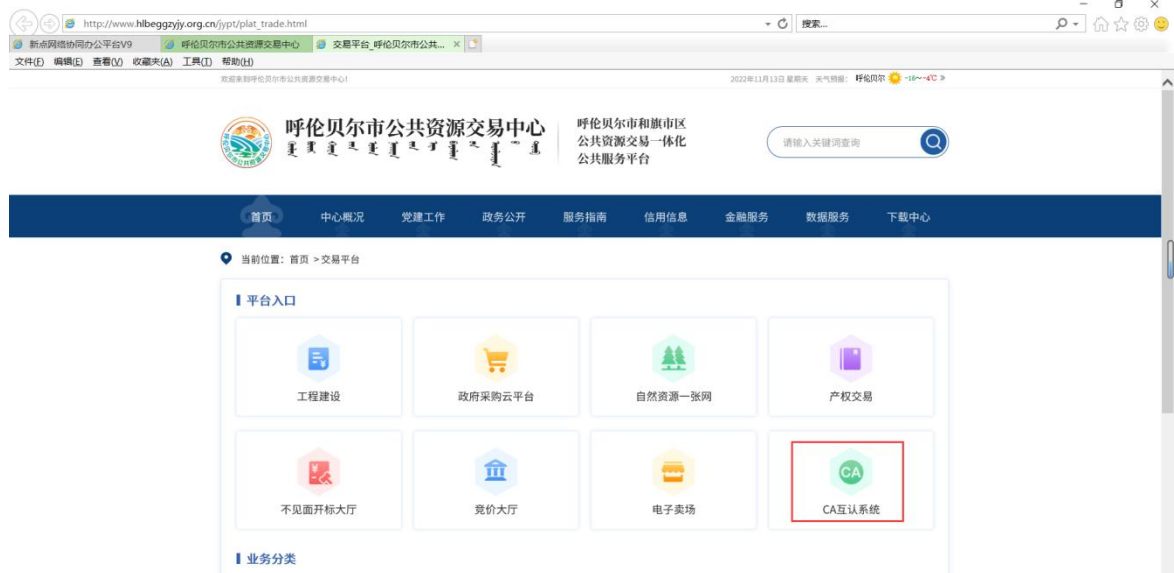 http://www.hlbeggzyjy.org.cn/jypt/plat_trade.html
搜索...
新点网络协同办公平台V9
呼伦贝尔市公共资源交易中心
交易平台_呼伦贝尔市公共...
文件(F) 编辑(E) 查看(V) 收藏夹(A) 工具(T) 帮助(H)
欢迎来到呼伦贝尔市公共资源交易中心!
2022年11月13日 星期天 天气预报: 呼伦贝尔 -16~-4℃
呼伦贝尔市公共资源交易中心
呼伦贝尔市和旗市区
公共资源交易一体化
公共服务平台
请输入关键词查询
首页 中心概况 党建工作 政务公开 服务指南 信用信息 金融服务 数据服务 下载中心
当前位置: 首页 >交易平台
平台入口
工程建设 政府采购云平台 自然资源一张网 产权交易
CA
不见面开标大厅 竞价大厅 电子卖场 CA互认系统
业务分类